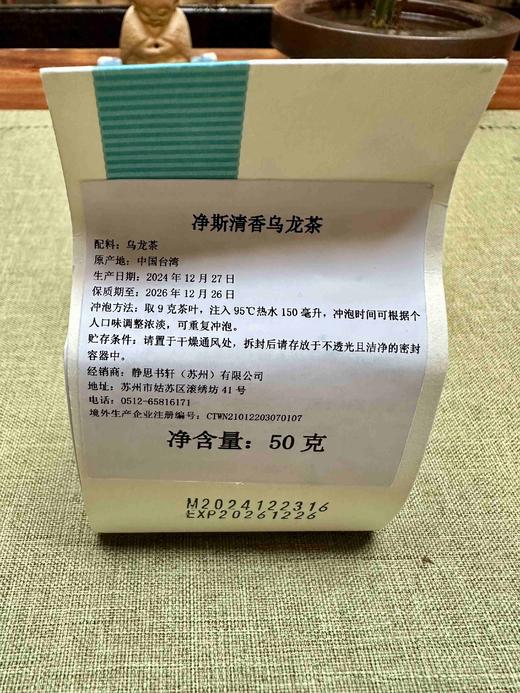 净斯清香乌龙茶
配料：乌龙茶
原产地：中国台湾
生产日期：2024 年 12 月 27 日
保质期至：2026 年 12 月 26 日
冲泡方法：取 9 克茶叶，注入 95℃热水 150 毫升，冲泡时间可根据个
人口味调整浓淡，可重复冲泡。
贮存条件：请置于干燥通风处，拆封后请存放于不透光且洁净的密封
容器中。
经销商：静思书轩（苏州）有限公司
地址：苏州市姑苏区滚绣坊 41 号
电话：0512-65816171
境外生产企业注册编号：CTWN21012203070107
净含量：50 克
M2024122316
EXP20261226